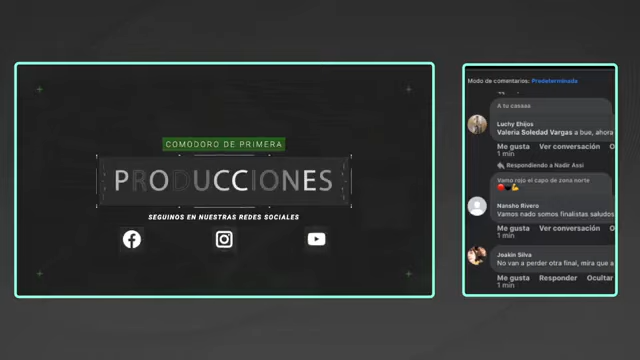 COMODORO DE PRIMERA
PRODUCCIONES
SEGUINOS EN NUESTRAS REDES SOCIALES
Modo de comentarios: Predeterminada
A tu cassaa
Luchy Ehijos
Valeria Soledad Vargas a bue, ahora
Me gusta Ver conversación O
1 min
Respondiendo a Nadir Assi
Vamo rojo el capo de zona norte
Nansho Rivero
Vamos nado somos finalistas saludos
Me gusta Ver conversación O
1 min
Joakin Silva
No van a perder otra final, mira que a
Me gusta Responder Ocultar
1 min